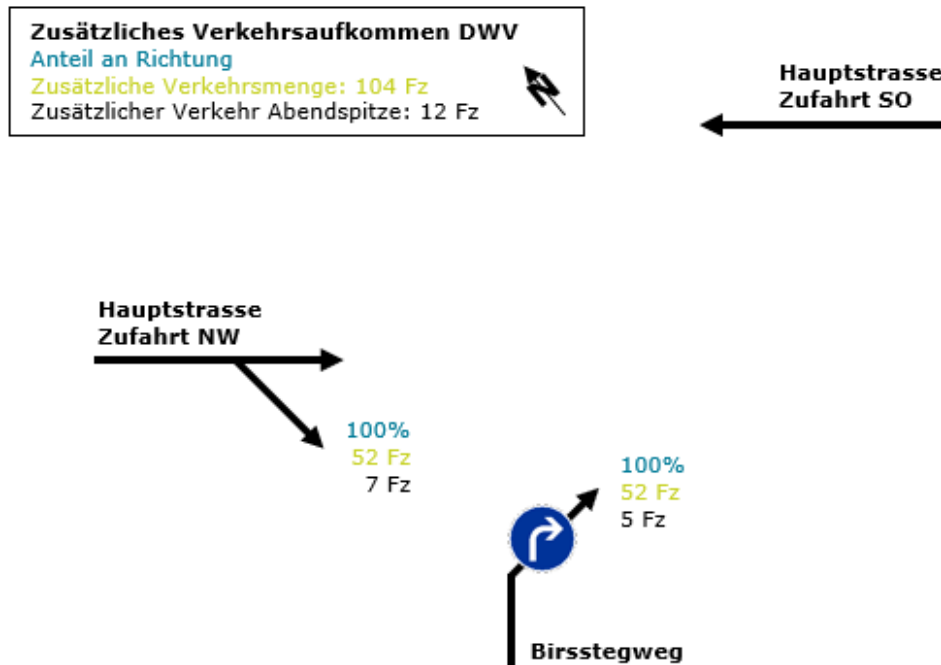 Zusätzliches Verkehrsaufkommen DWV
Anteil an Richtung
Zusätzliche Verkehrsmenge: 104 Fz
Zusätzlicher Verkehr Abendspitze: 12 Fz
N
Hauptstrasse
Zufahrt SO
Hauptstrasse
Zufahrt NW
100%
52 Fz
7 Fz
100%
52 Fz
5 Fz
Birsstegweg